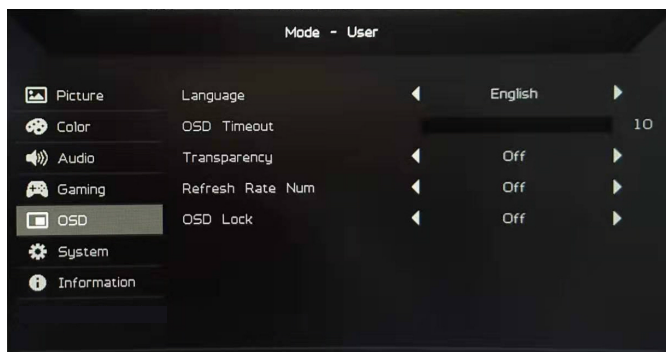 Mode - User
Picture
Language
English
Color
OSD Timeout
10
Audio
Transparency
Off
Gaming
Refresh Rate Num
Off
OSD
OSD Lock
Off
System
Information